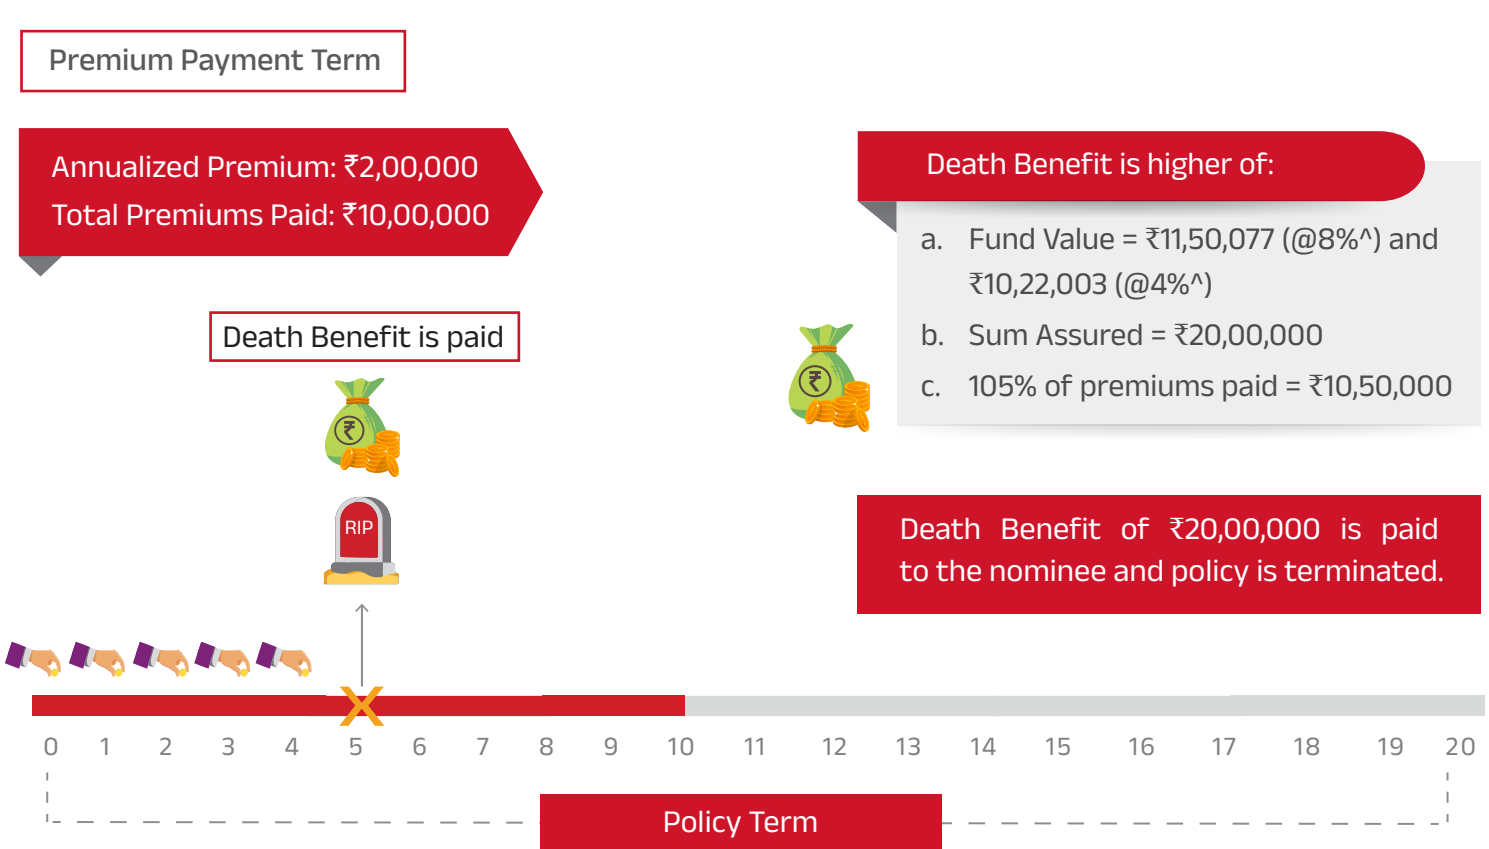 Premium Payment Term
Annualized Premium: ₹2,00,000
Total Premiums Paid: ₹10,00,000
Death Benefit is paid
₹
RIP
Death Benefit is higher of:
a. Fund Value = ₹11,50,077 (@8%^) and
₹10,22,003 (@4%^)
b. Sum Assured = ₹20,00,000
c. 105% of premiums paid = ₹10,50,000
₹
Death Benefit of ₹20,00,000 is paid
to the nominee and policy is terminated.
0 1 2 3 4 5 6 7 8 9 10 11 12 13 14 15 16 17 18 19 20
Policy Term